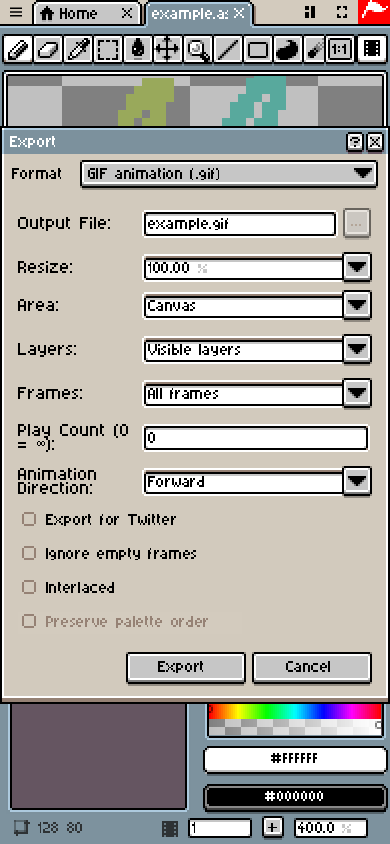 Home
example.as
1:1
Export
?
Format GIF animation (.gif)
Output File: example.gif ...
Resize: 100.00 %
Area: Canvas
Layers: Visible layers
Frames: All frames
Play Count (0
= ∞): 0
Animation
Direction: Forward
Export for Twitter
Ignore empty frames
Interlaced
Preserve palette order
Export Cancel
#FFFFFF
#000000
128 80 1 + 400.0 %